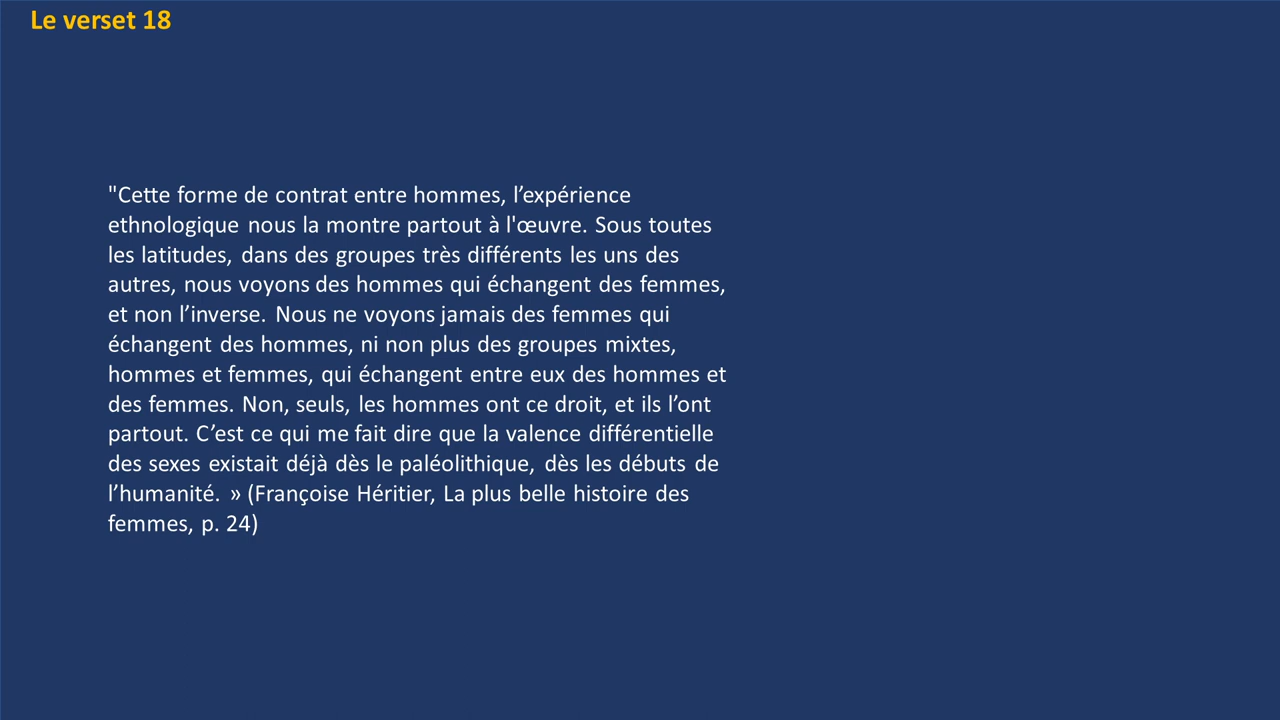 Le verset 18
"Cette forme de contrat entre hommes, l’expérience
ethnologique nous la montre partout à l'œuvre. Sous toutes
les latitudes, dans des groupes très différents les uns des
autres, nous voyons des hommes qui échangent des femmes,
et non l’inverse. Nous ne voyons jamais des femmes qui
échangent des hommes, ni non plus des groupes mixtes,
hommes et femmes, qui échangent entre eux des hommes et
des femmes. Non, seuls, les hommes ont ce droit, et ils l’ont
partout. C’est ce qui me fait dire que la valence différentielle
des sexes existait déjà dès le paléolithique, dès les débuts de
l’humanité. » (Françoise Héritier, La plus belle histoire des
femmes, p. 24)